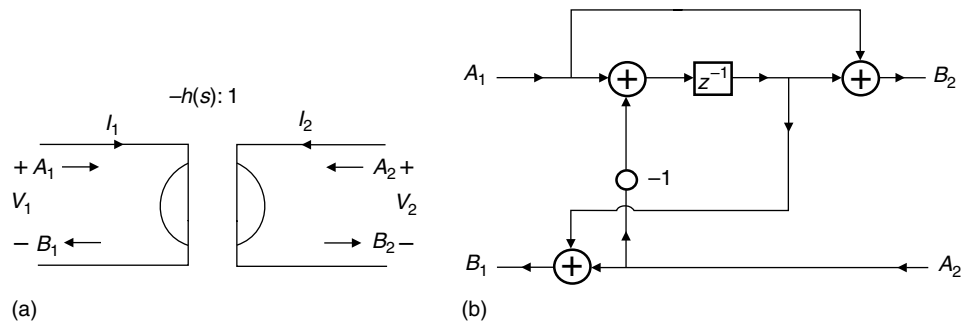 –h(s): 1
I₁ I₂
+ A₁ A₂ +
V₁ V₂
– B₁ B₂ –
(a)
A₁ + z⁻¹ + B₂
–1
B₁ + A₂
(b)